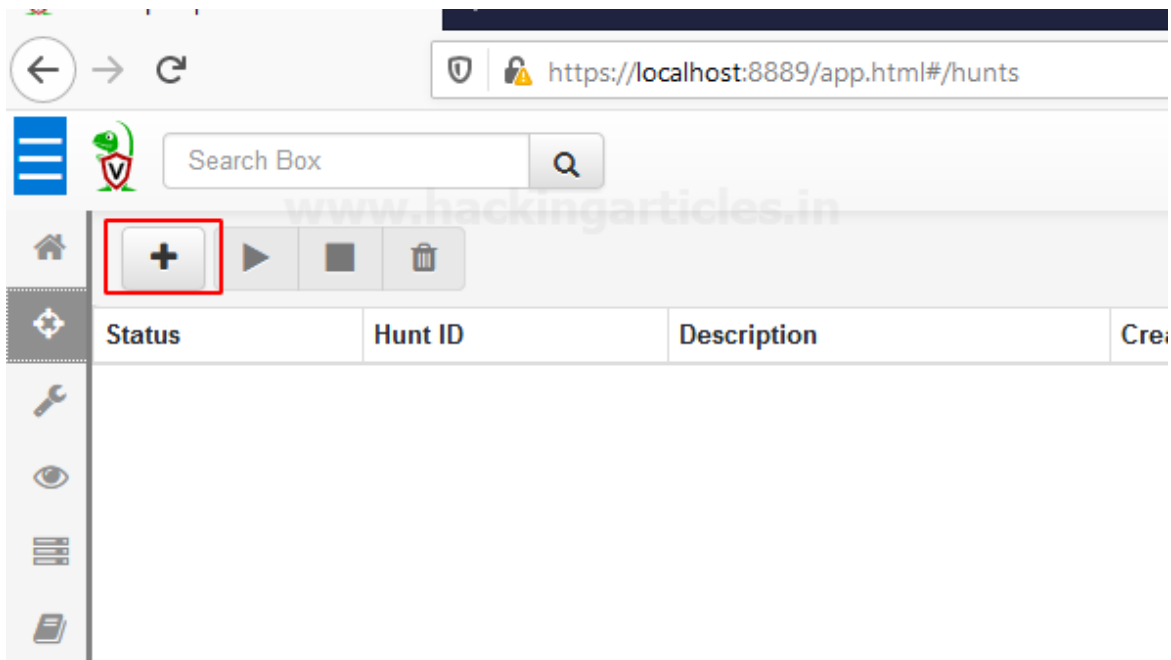 https://localhost:8889/app.html#/hunts
V
Search Box
www.hackingarticles.in
Status Hunt ID Description Crea